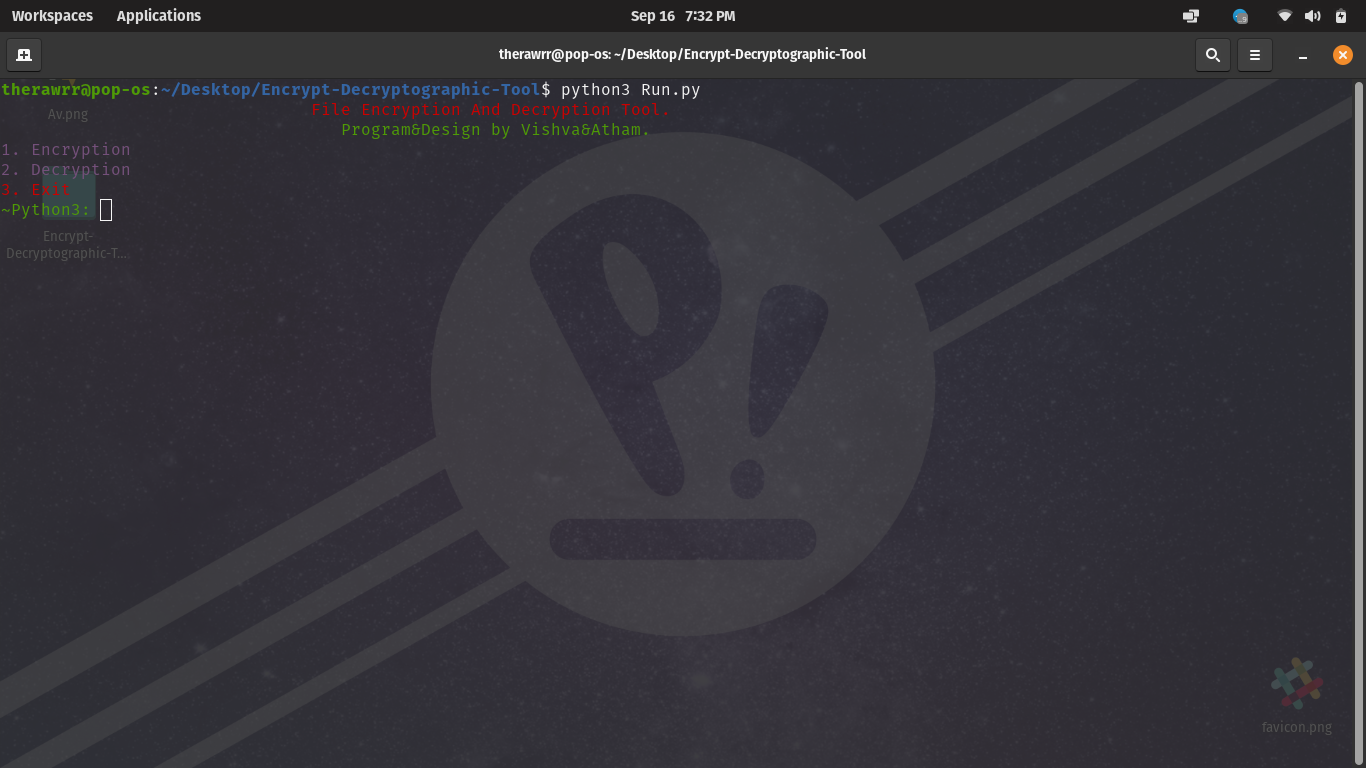 Workspaces Applications Sep 16 7:32 PM
therawrr@pop-os: ~/Desktop/Encrypt-Decryptographic-Tool
therawrr@pop-os:~/Desktop/Encrypt-Decryptographic-Tool$ python3 Run.py
File Encryption And Decryption Tool.
Av.png
Program&Design by Vishva&Atham.
1. Encryption
2. Decryption
3. Exit
~Python3:
Encrypt-
Decryptographic-T...
favicon.png